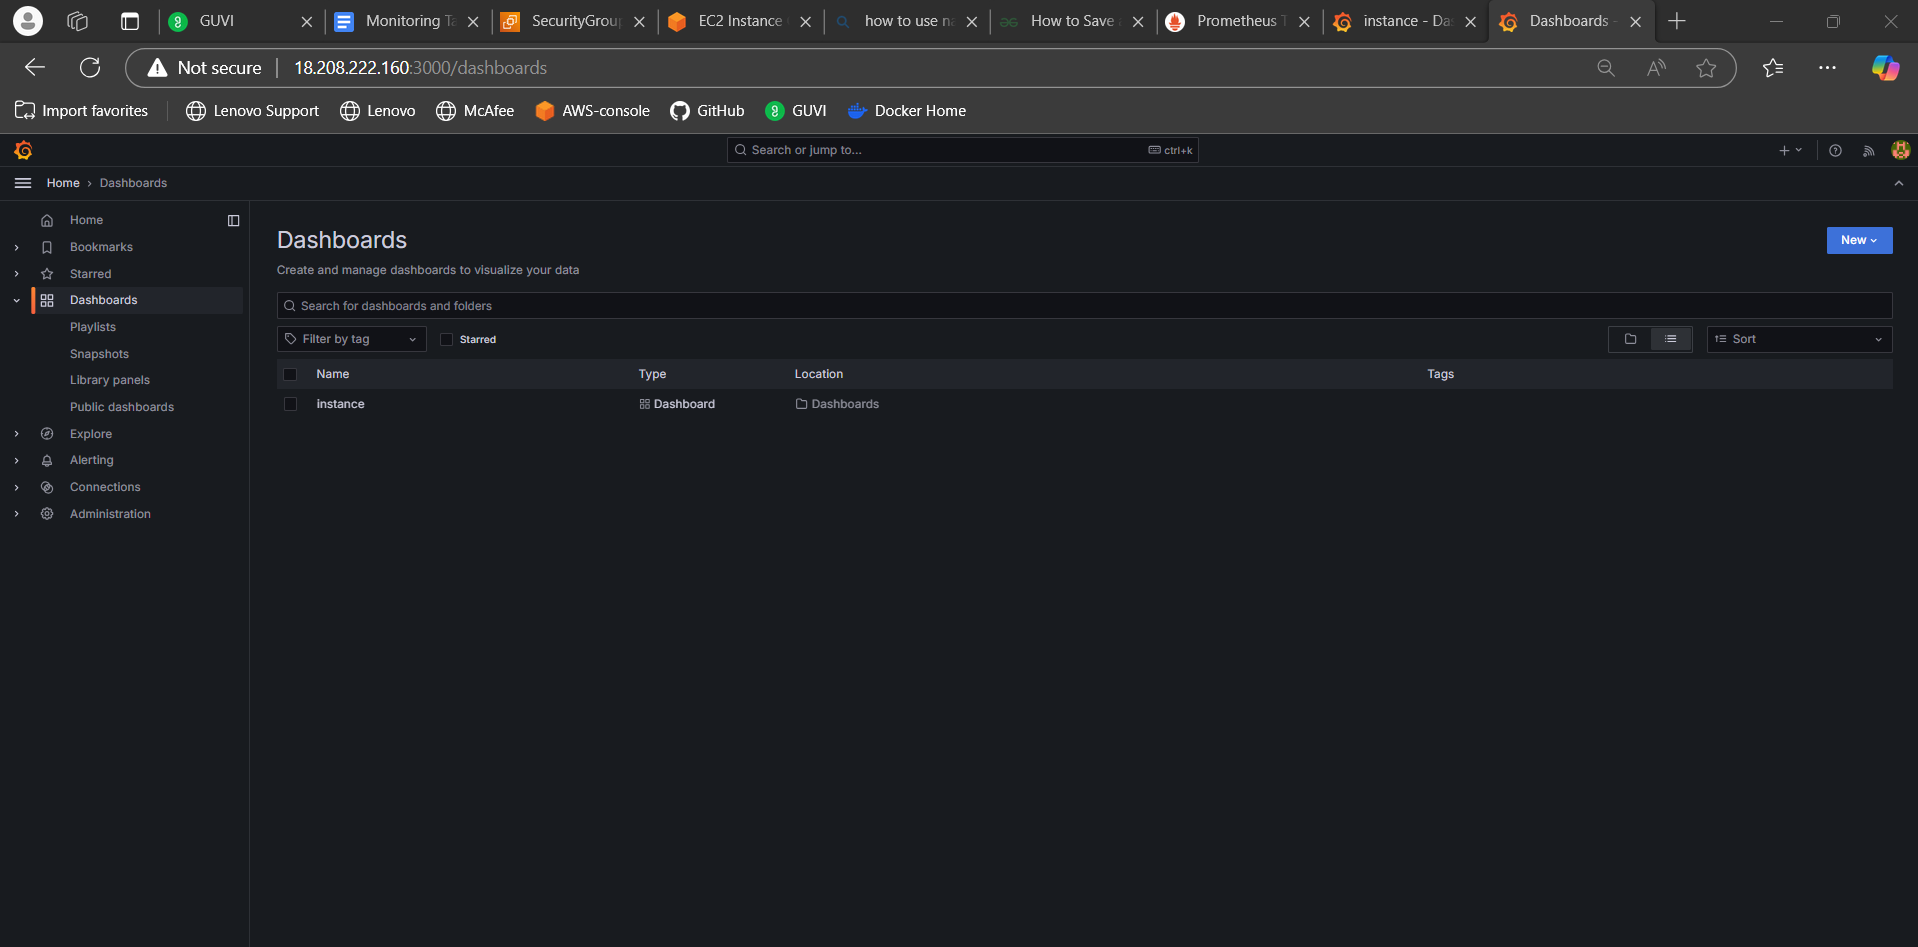 GUVI
Monitoring Ta
SecurityGroup
EC2 Instance
how to use na
How to Save
Prometheus T
instance - Da
Dashboards -
Not secure
18.208.222.160:3000/dashboards
Import favorites
Lenovo Support
Lenovo
McAfee
AWS-console
GitHub
GUVI
Docker Home
Search or jump to...
ctrl+k
Home › Dashboards
Home
Bookmarks
Starred
Dashboards
Playlists
Snapshots
Library panels
Public dashboards
Explore
Alerting
Connections
Administration
Dashboards
New
Create and manage dashboards to visualize your data
Search for dashboards and folders
Filter by tag
Starred
Sort
Name Type Location Tags
instance Dashboard Dashboards